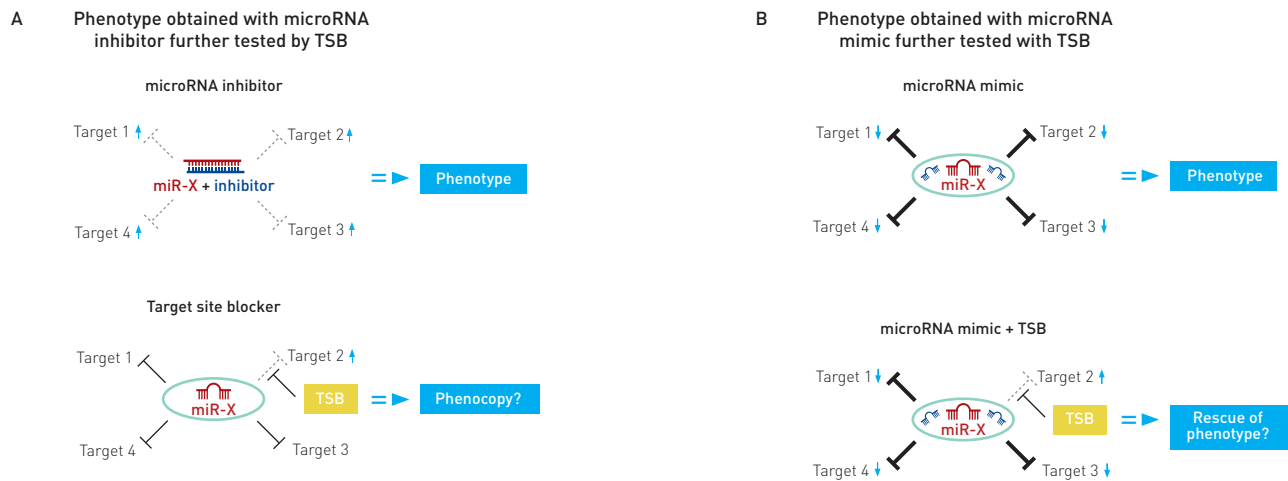 A
Phenotype obtained with microRNA
inhibitor further tested by TSB
microRNA inhibitor
Target 1
Target 2
miR-X + inhibitor
Phenotype
Target 4
Target 3
Target site blocker
Target 1
Target 2
miR-X
TSB
Phenocopy?
Target 4
Target 3
B
Phenotype obtained with microRNA
mimic further tested with TSB
microRNA mimic
Target 1
Target 2
miR-X
Phenotype
Target 4
Target 3
microRNA mimic + TSB
Target 1
Target 2
miR-X
TSB
Rescue of
phenotype?
Target 4
Target 3